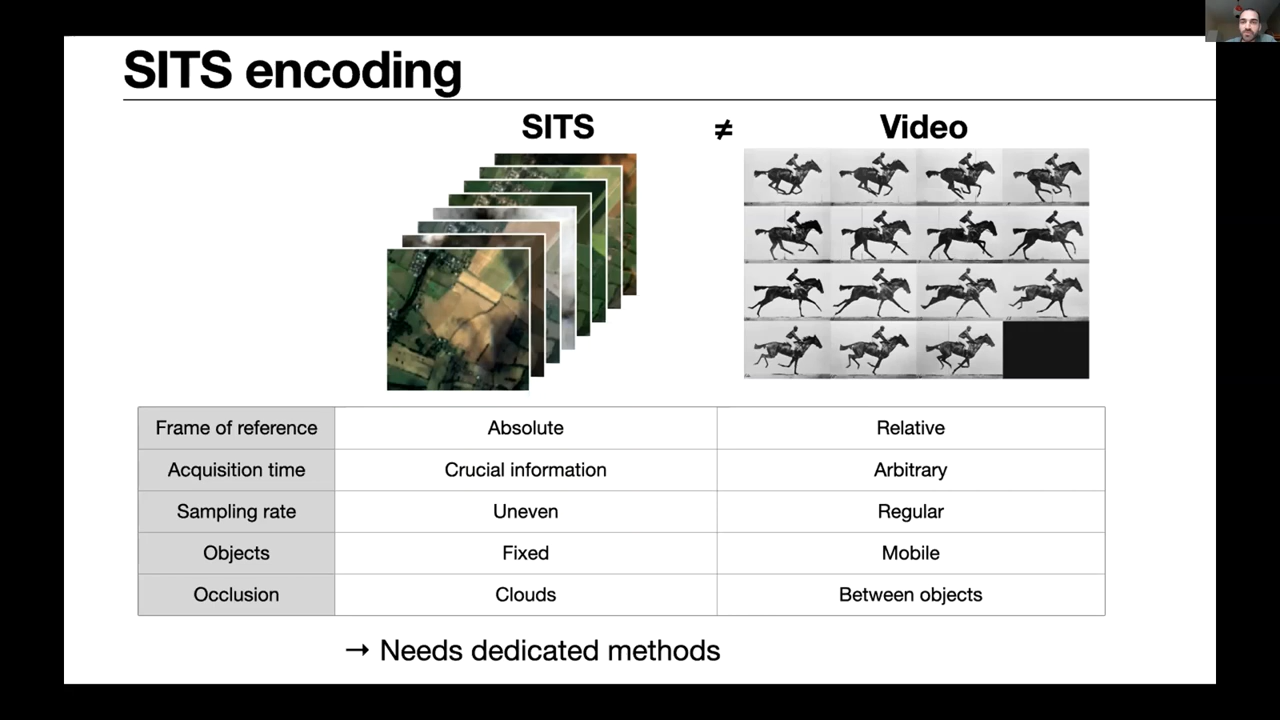 SITS encoding
SITS ≠ Video
Frame of reference Absolute Relative
Acquisition time Crucial information Arbitrary
Sampling rate Uneven Regular
Objects Fixed Mobile
Occlusion Clouds Between objects
→ Needs dedicated methods